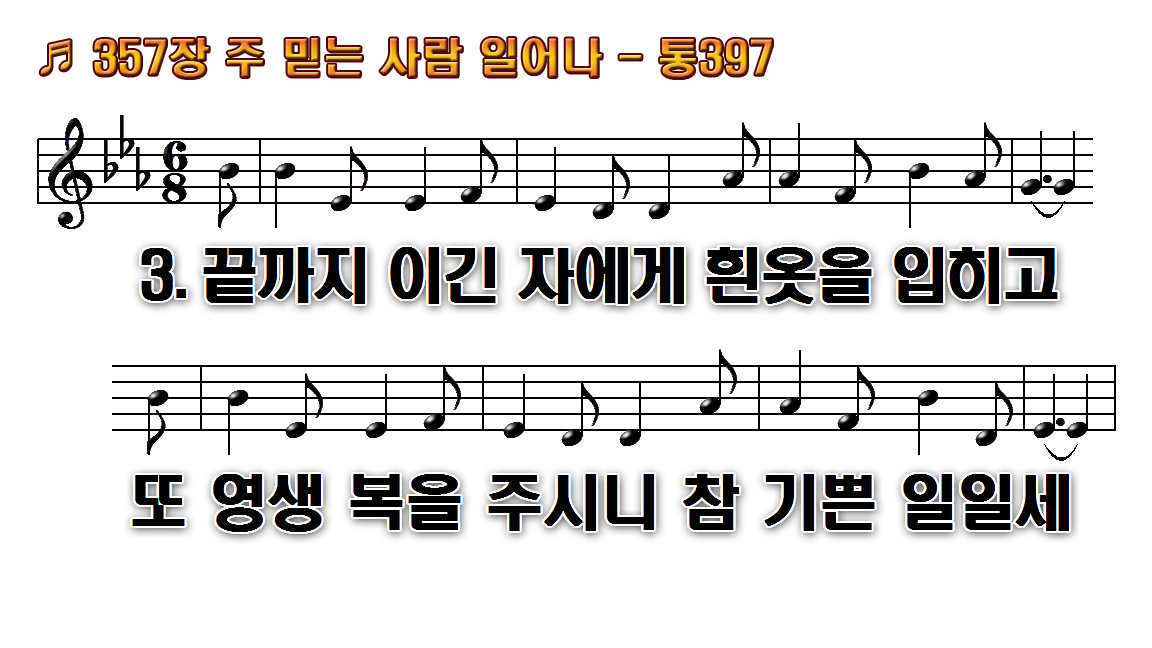 ♬ 357장 주 믿는 사람 일어나 - 통397
3. 끝까지 이긴 자에게 흰옷을 입히고
또 영생 복을 주시니 참 기쁜 일일세